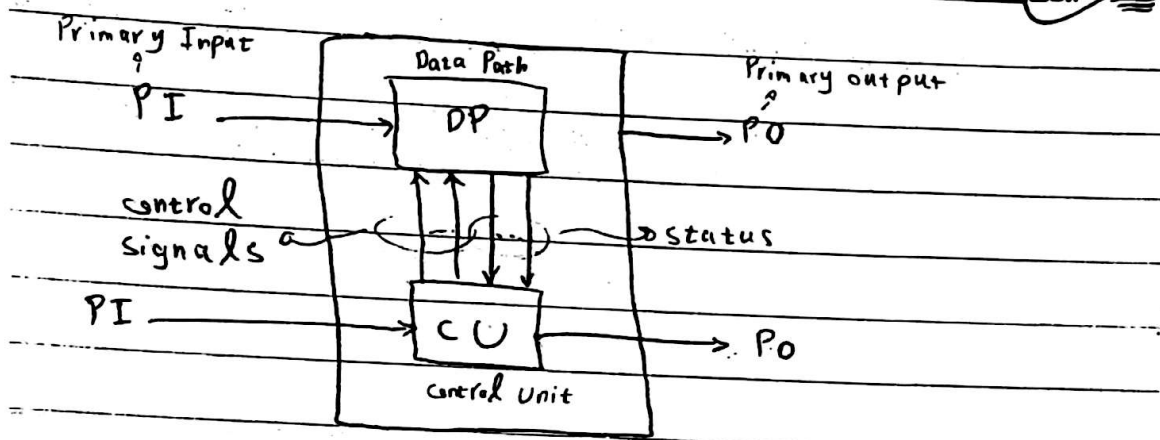 Primary Input
PI
Data Path
DP
Primary output
PO
control
signals
status
PI
CU
PO
control unit